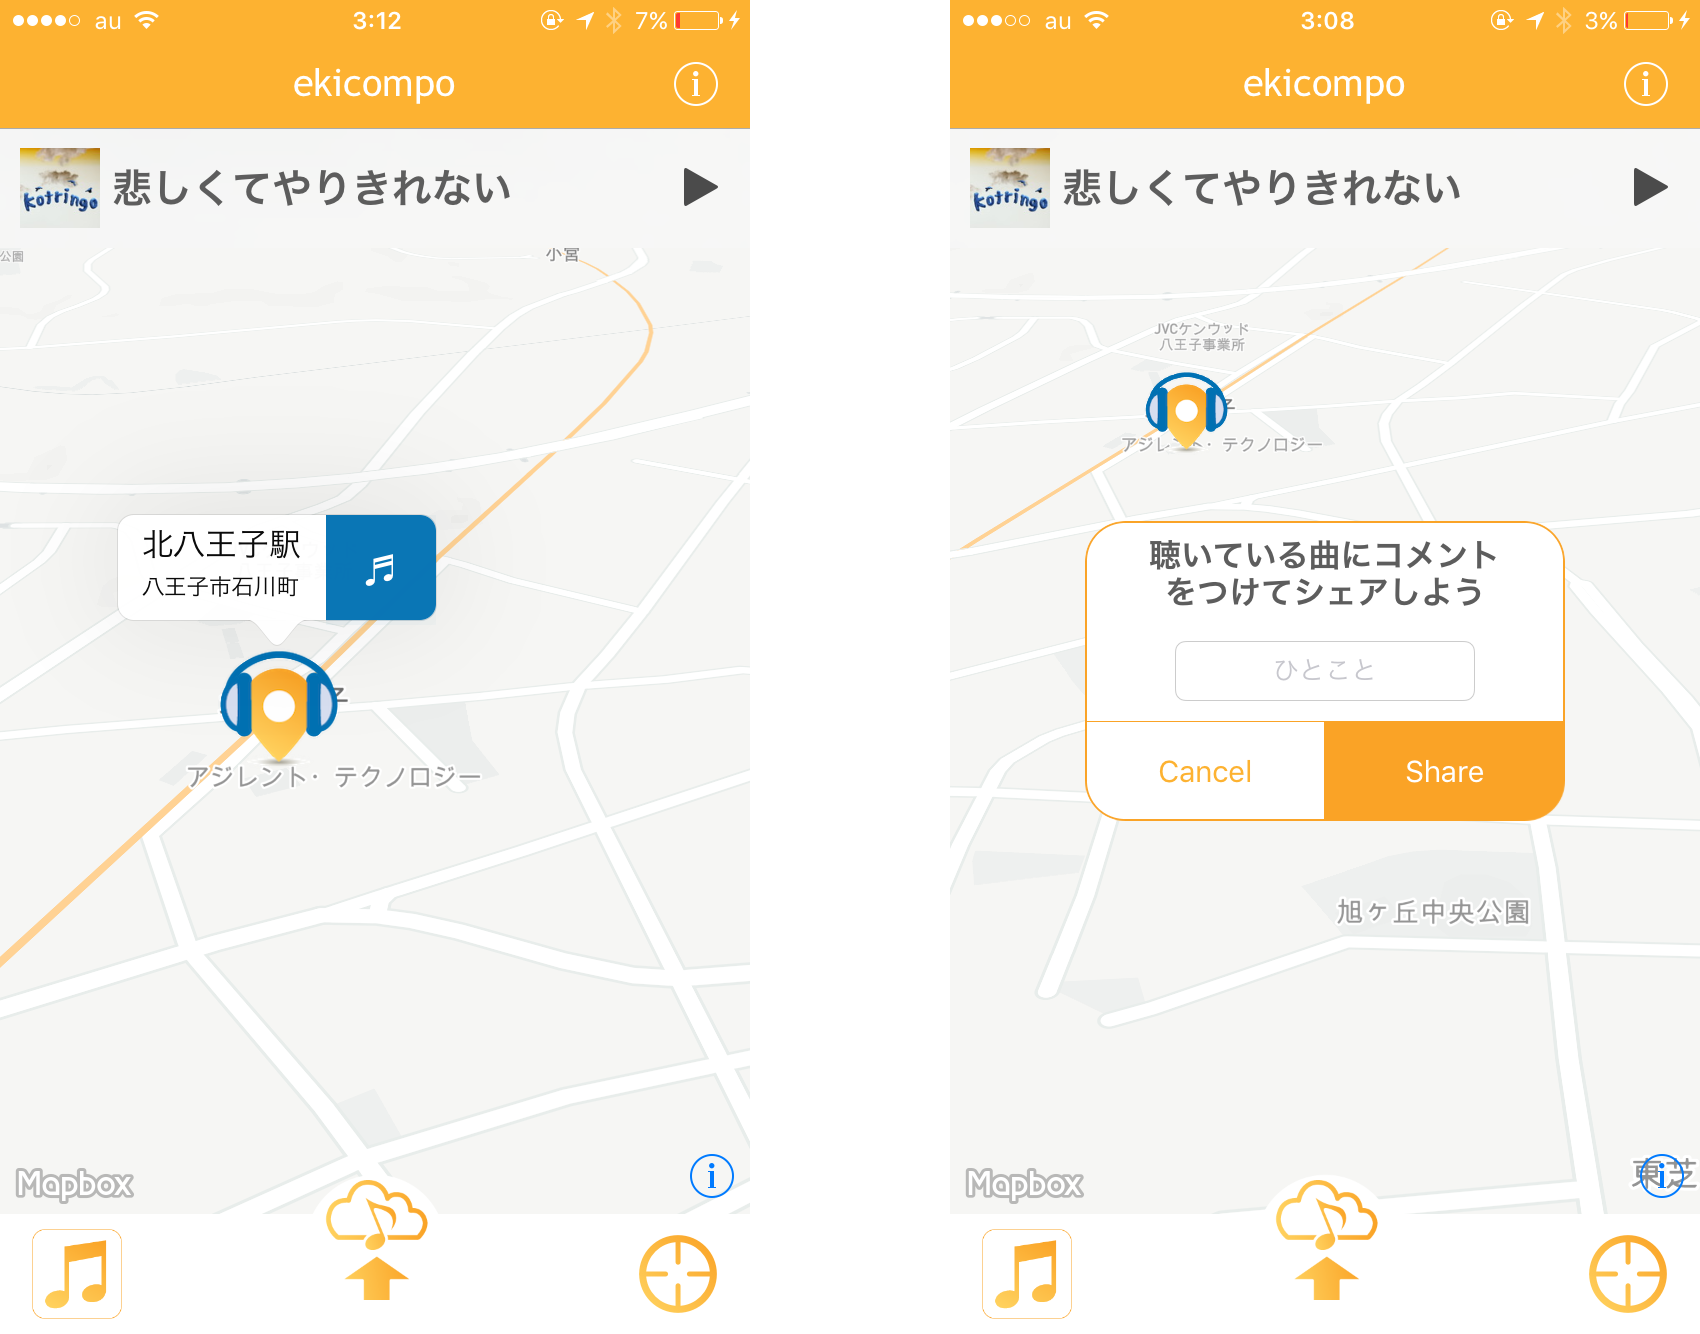 au 3:12 7%
ekicompo
kotringo
悲しくてやりきれない
公園
小宮
北八王子駅
八王子市石川町
子
アジレント・テクノロジー
Mapbox
au 3:08 3%
ekicompo
kotringo
悲しくてやりきれない
JVCケンウッド
八王子事業所
アジレント・テクノロジー
聴いている曲にコメント
をつけてシェアしよう
ひとこと
Cancel
Share
旭ヶ丘中央公園
東芝
Mapbox